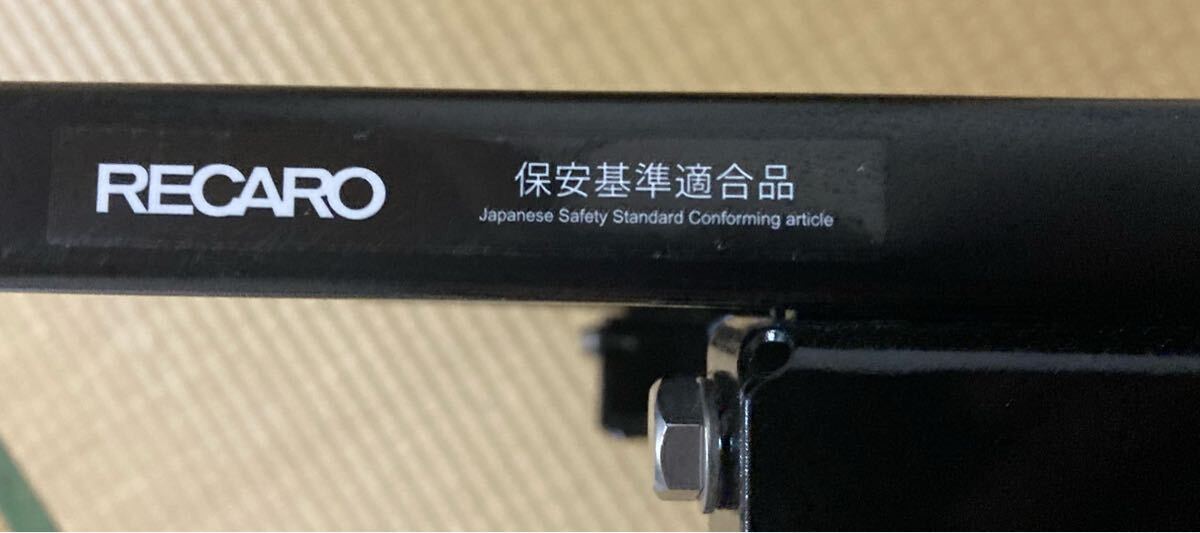 RECARO
保安基準適合品
Japanese Safety Standard Conforming article